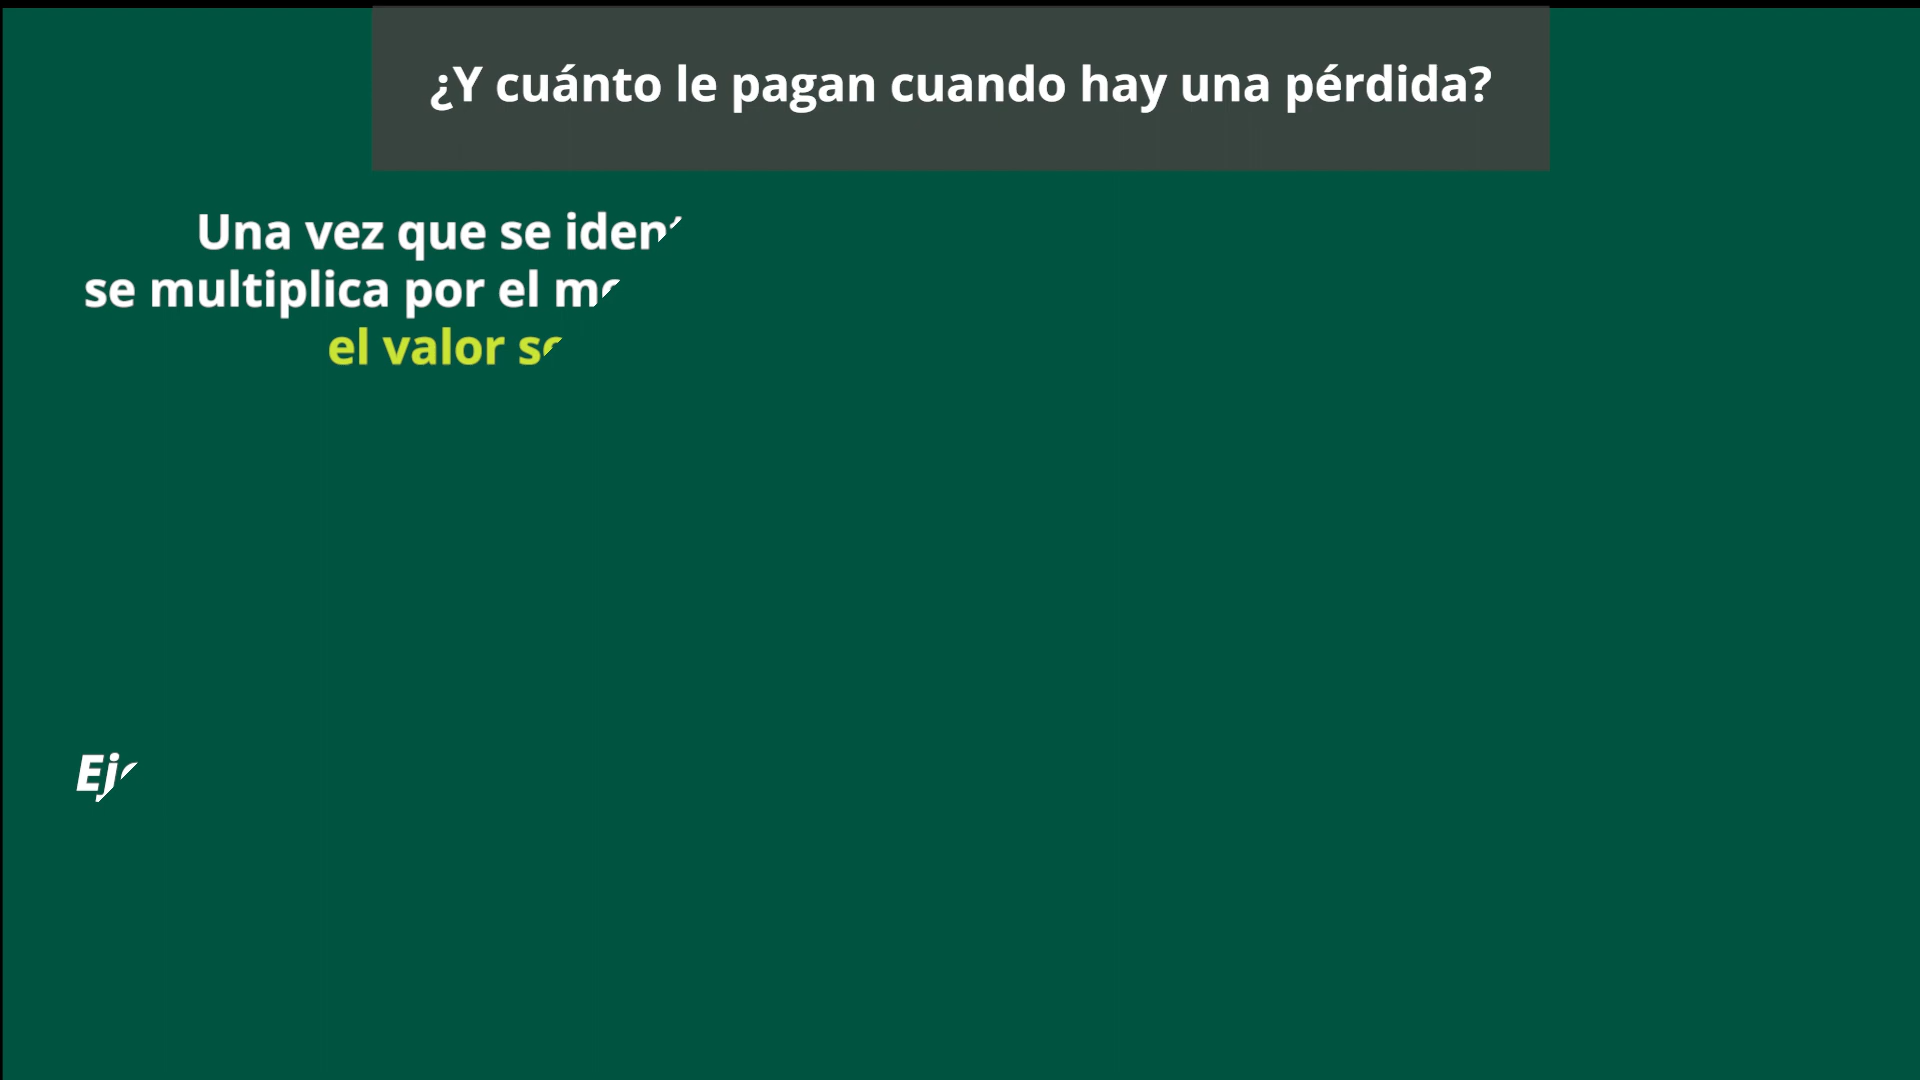 ¿Y cuánto le pagan cuando hay una pérdida?
Una vez que se iden
se multiplica por el m
el valor s
Ej